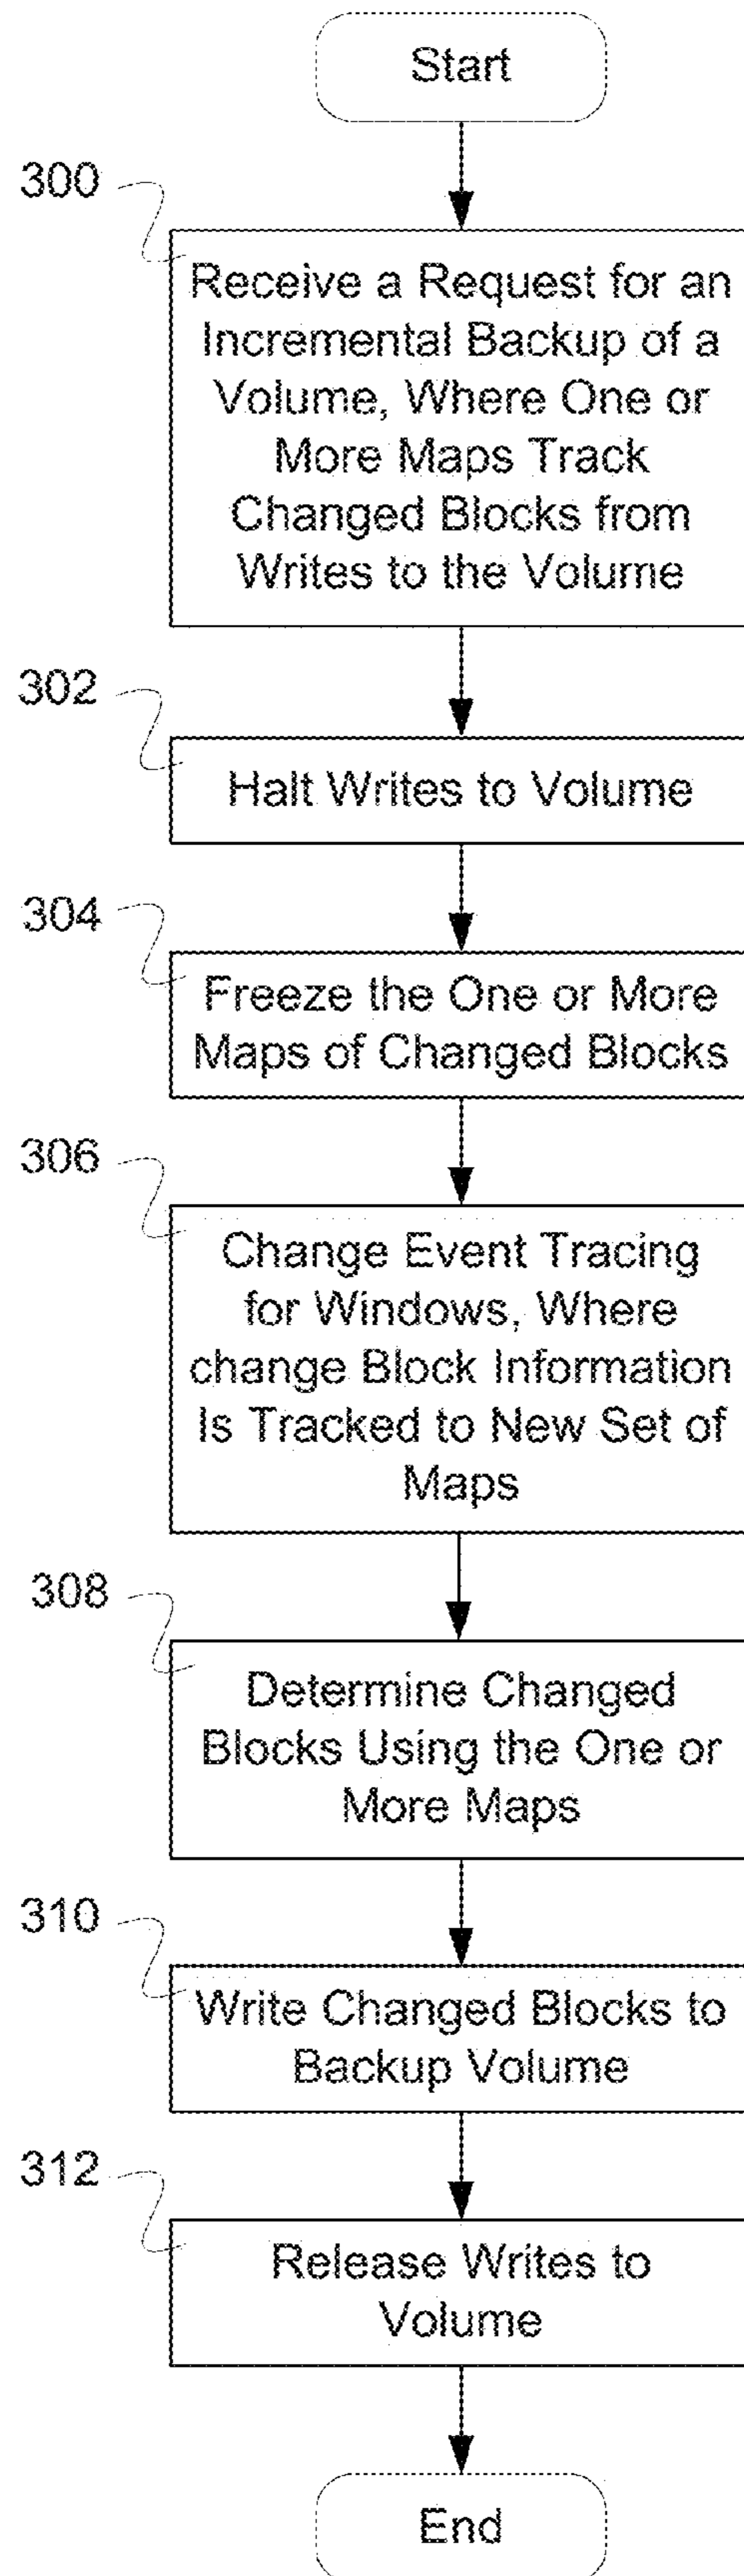 Start
300
Receive a Request for an
Incremental Backup of a
Volume, Where One or
More Maps Track
Changed Blocks from
Writes to the Volume
302
Halt Writes to Volume
304
Freeze the One or More
Maps of Changed Blocks
306
Change Event Tracing
for Windows, Where
change Block Information
Is Tracked to New Set of
Maps
308
Determine Changed
Blocks Using the One or
More Maps
310
Write Changed Blocks to
Backup Volume
312
Release Writes to
Volume
End